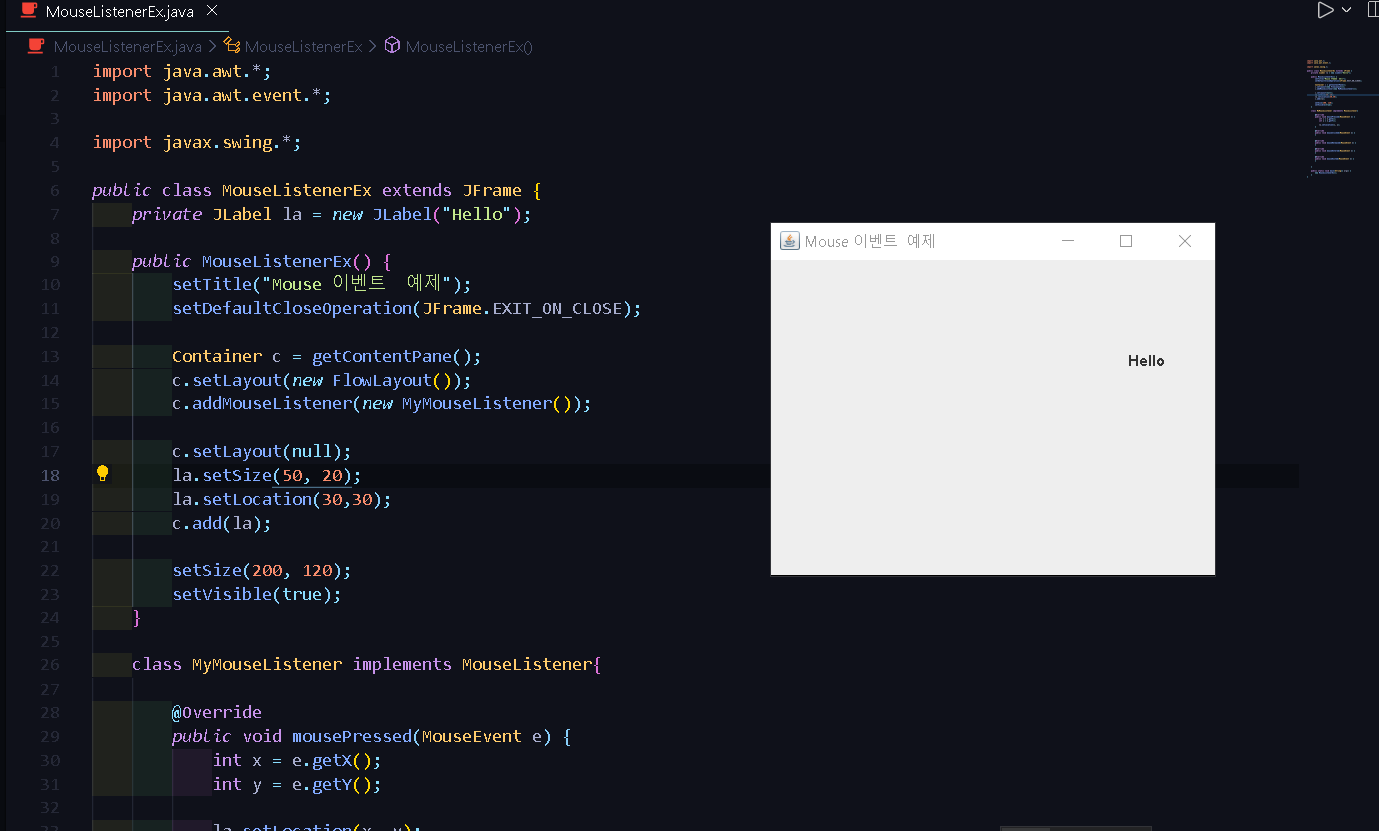 MouseListenerEx.java
MouseListenerEx.java > MouseListenerEx > MouseListenerEx()
1 import java.awt.*;
2 import java.awt.event.*;
3
4 import javax.swing.*;
5
6 public class MouseListenerEx extends JFrame {
7 private JLabel la = new JLabel("Hello");
8
9 public MouseListenerEx() {
10 setTitle("Mouse 이벤트  예제");
11 setDefaultCloseOperation(JFrame.EXIT_ON_CLOSE);
12
13 Container c = getContentPane();
14 c.setLayout(new FlowLayout());
15 c.addMouseListener(new MyMouseListener());
16
17 c.setLayout(null);
18 la.setSize(50, 20);
19 la.setLocation(30,30);
20 c.add(la);
21
22 setSize(200, 120);
23 setVisible(true);
24 }
25
26 class MyMouseListener implements MouseListener{
27
28 @Override
29 public void mousePressed(MouseEvent e) {
30 int x = e.getX();
31 int y = e.getY();
32
33 la.setLocation(x, y);
Mouse 이벤트  예제
Hello